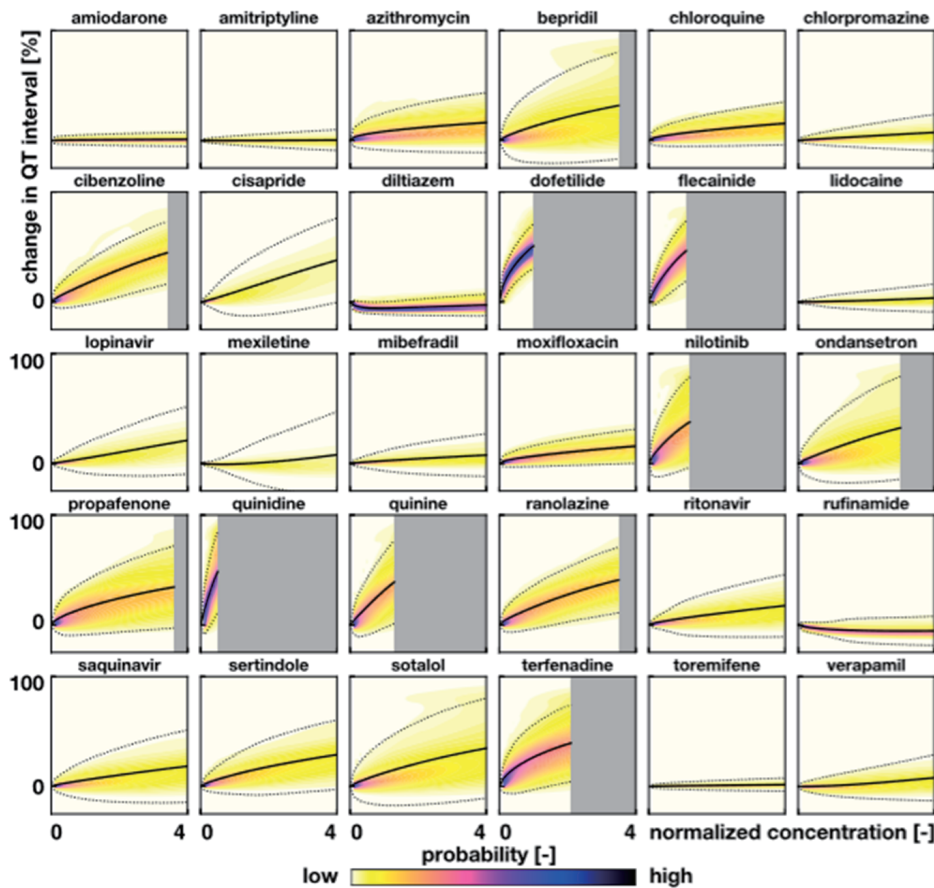 amiodarone amitriptyline azithromycin bepridil chloroquine chlorpromazine
change in QT interval [%]
cibenzoline cisapride diltiazem dofetilide flecainide lidocaine
0
lopinavir mexiletine mibefradil moxifloxacin nilotinib ondansetron
100
0
propafenone quinidine quinine ranolazine ritonavir rufinamide
100
0
saquinavir sertindole sotalol terfenadine toremifene verapamil
100
0
0 4 0 4 0 4 0 4 normalized concentration [-]
probability [-]
low high